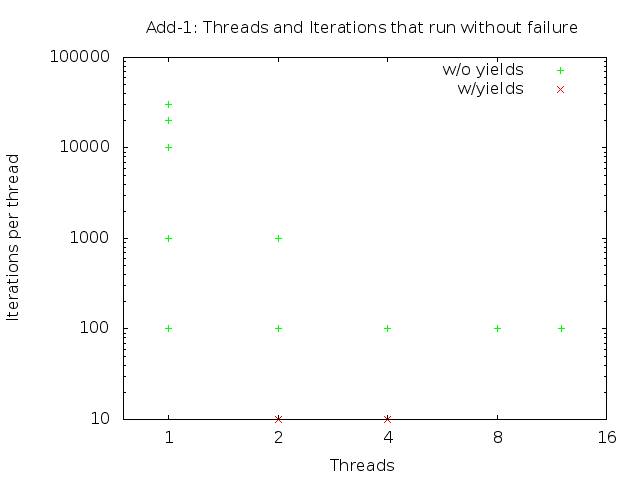 Add-1: Threads and Iterations that run without failure
100000
10000
1000
100
10
Iterations per thread
w/o yields
w/yields
1 2 4 8 16
Threads